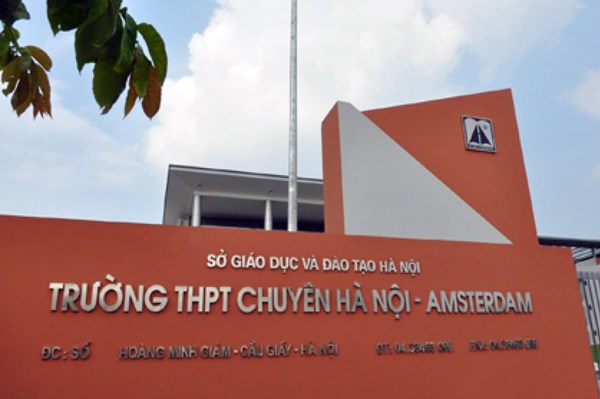 SỞ GIÁO DỤC VÀ ĐÀO TẠO HÀ NỘI
TRƯỜNG THPT CHUYÊN HÀ NỘI - AMSTERDAM
ĐC : SỐ HOÀNG MINH GIÁM - CẦU GIẤY - HÀ NỘI ĐT: